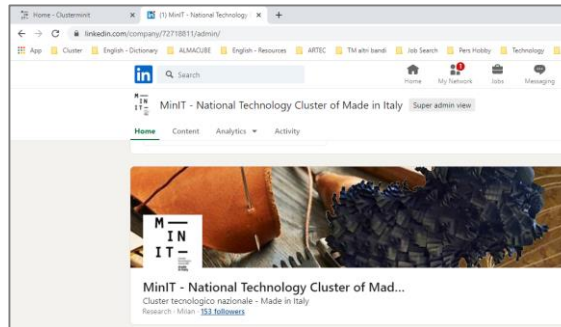 Home - Clusterminit
(1) MinIT - National Technology
linkedin.com/company/72718811/admin/
App Cluster English - Dictionary ALMACUBE English - Resources ARTEC TM altri bandi Job Search Pers Hobby Technology
in Search Home My Network Jobs Messaging
MinIT - National Technology Cluster of Made in Italy Super admin view
Home Content Analytics Activity
M
IN
IT
MinIT - National Technology Cluster of Mad...
Cluster tecnologico nazionale - Made in Italy
Research · Milan · 153 followers